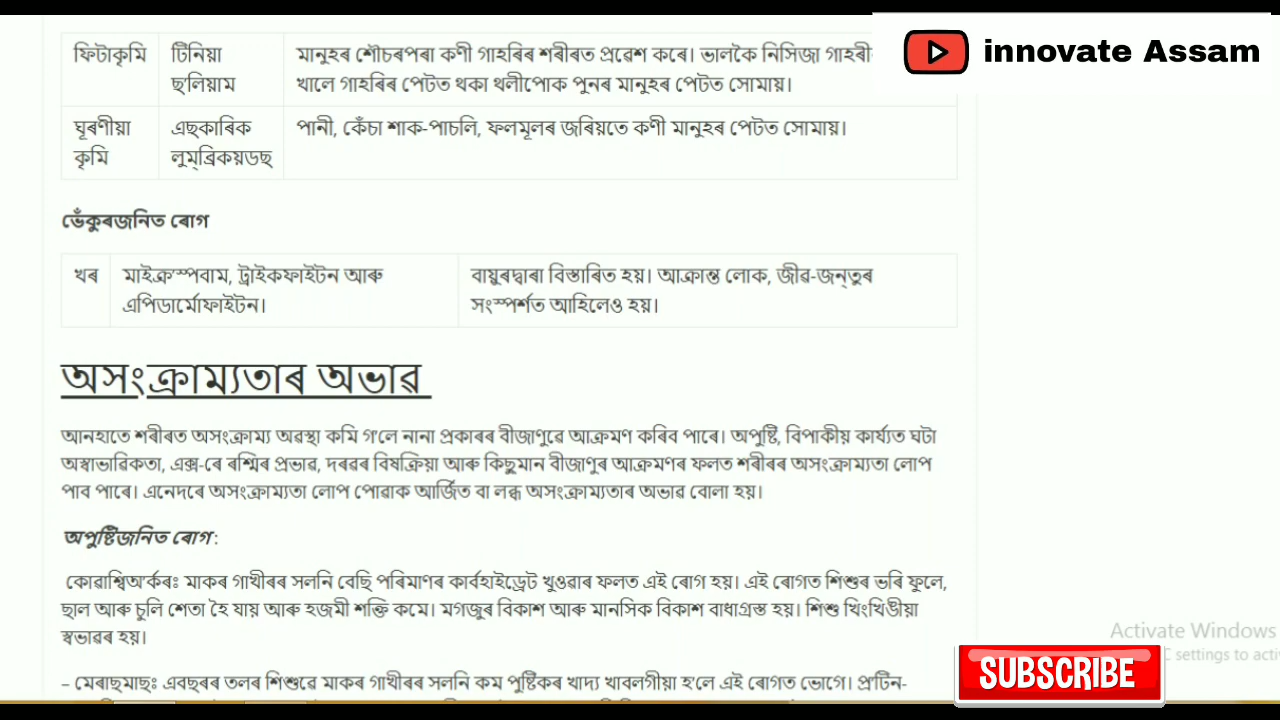 innovate Assam
ফিটাকৃমি টিনিয়া ছ'লিয়াম মানুহৰ শৌচৰপৰা কণী গাহৰিৰ শৰীৰত প্ৰৱেশ কৰে। ভালকৈ নিসিজা গাহৰী
খালে গাহৰিৰ পেটত থকা থলীপোক পুনৰ মানুহৰ পেটত সোমায়।
ঘূৰণীয়া কৃমি এছকাৰিক লুম্ব্ৰিকয়ডছ পানী, কেঁচা শাক-পাচলি, ফলমূলৰ জৰিয়তে কণী মানুহৰ পেটত সোমায়।
ভেঁকুৰজনিত ৰোগ
খৰ মাইক্ৰ'স্পবাম, ট্ৰাইকফাইটন আৰু
এপিডাৰ্মোফাইটন।
বায়ুৰদ্বাৰা বিস্তাৰিত হয়। আক্ৰান্ত লোক, জীৱ-জন্তুৰ
সংস্পৰ্শত আহিলেও হয়।
অসংক্ৰাম্যতাৰ অভাৱ
আনহাতে শৰীৰত অসংক্ৰাম্য অৱস্থা কমি গ'লে নানা প্ৰকাৰৰ বীজাণুৱে আক্ৰমণ কৰিব পাৰে। অপুষ্টি, বিপাকীয় কাৰ্য্যত ঘটা
অস্বাভাৱিকতা, এক্স-ৰে ৰশ্মিৰ প্ৰভাৱ, দৰৱৰ বিষক্ৰিয়া আৰু কিছুমান বীজাণুৰ আক্ৰমণৰ ফলত শৰীৰৰ অসংক্ৰাম্যতা লোপ
পাব পাৰে। এনেদৰে অসংক্ৰাম্যতা লোপ পোৱাক আৰ্জিত বা লব্ধ অসংক্ৰাম্যতাৰ অভাৱ বোলা হয়।
অপুষ্টিজনিত ৰোগ:
কোৱাশ্বিঅ'ৰ্কৰঃ মাকৰ গাখীৰৰ সলনি বেছি পৰিমাণৰ কাৰ্বহাইড্ৰেট খুওৱাৰ ফলত এই ৰোগ হয়। এই ৰোগত শিশুৰ ভৰি ফুলে,
ছাল আৰু চুলি শেতা হৈ যায় আৰু হজমী শক্তি কমে। মগজুৰ বিকাশ আৰু মানসিক বিকাশ বাধাগ্ৰস্ত হয়। শিশু খিংখিঙীয়া
স্বভাৱৰ হয়।
– মেৰাছমাছঃ এবছৰৰ তলৰ শিশুৱে মাকৰ গাখীৰৰ সলনি কম পুষ্টিকৰ খাদ্য খাবলগীয়া হ'লে এই ৰোগত ভোগে। প্ৰ'টিন-
Activate Windows
C settings to acti
SUBSCRIBE